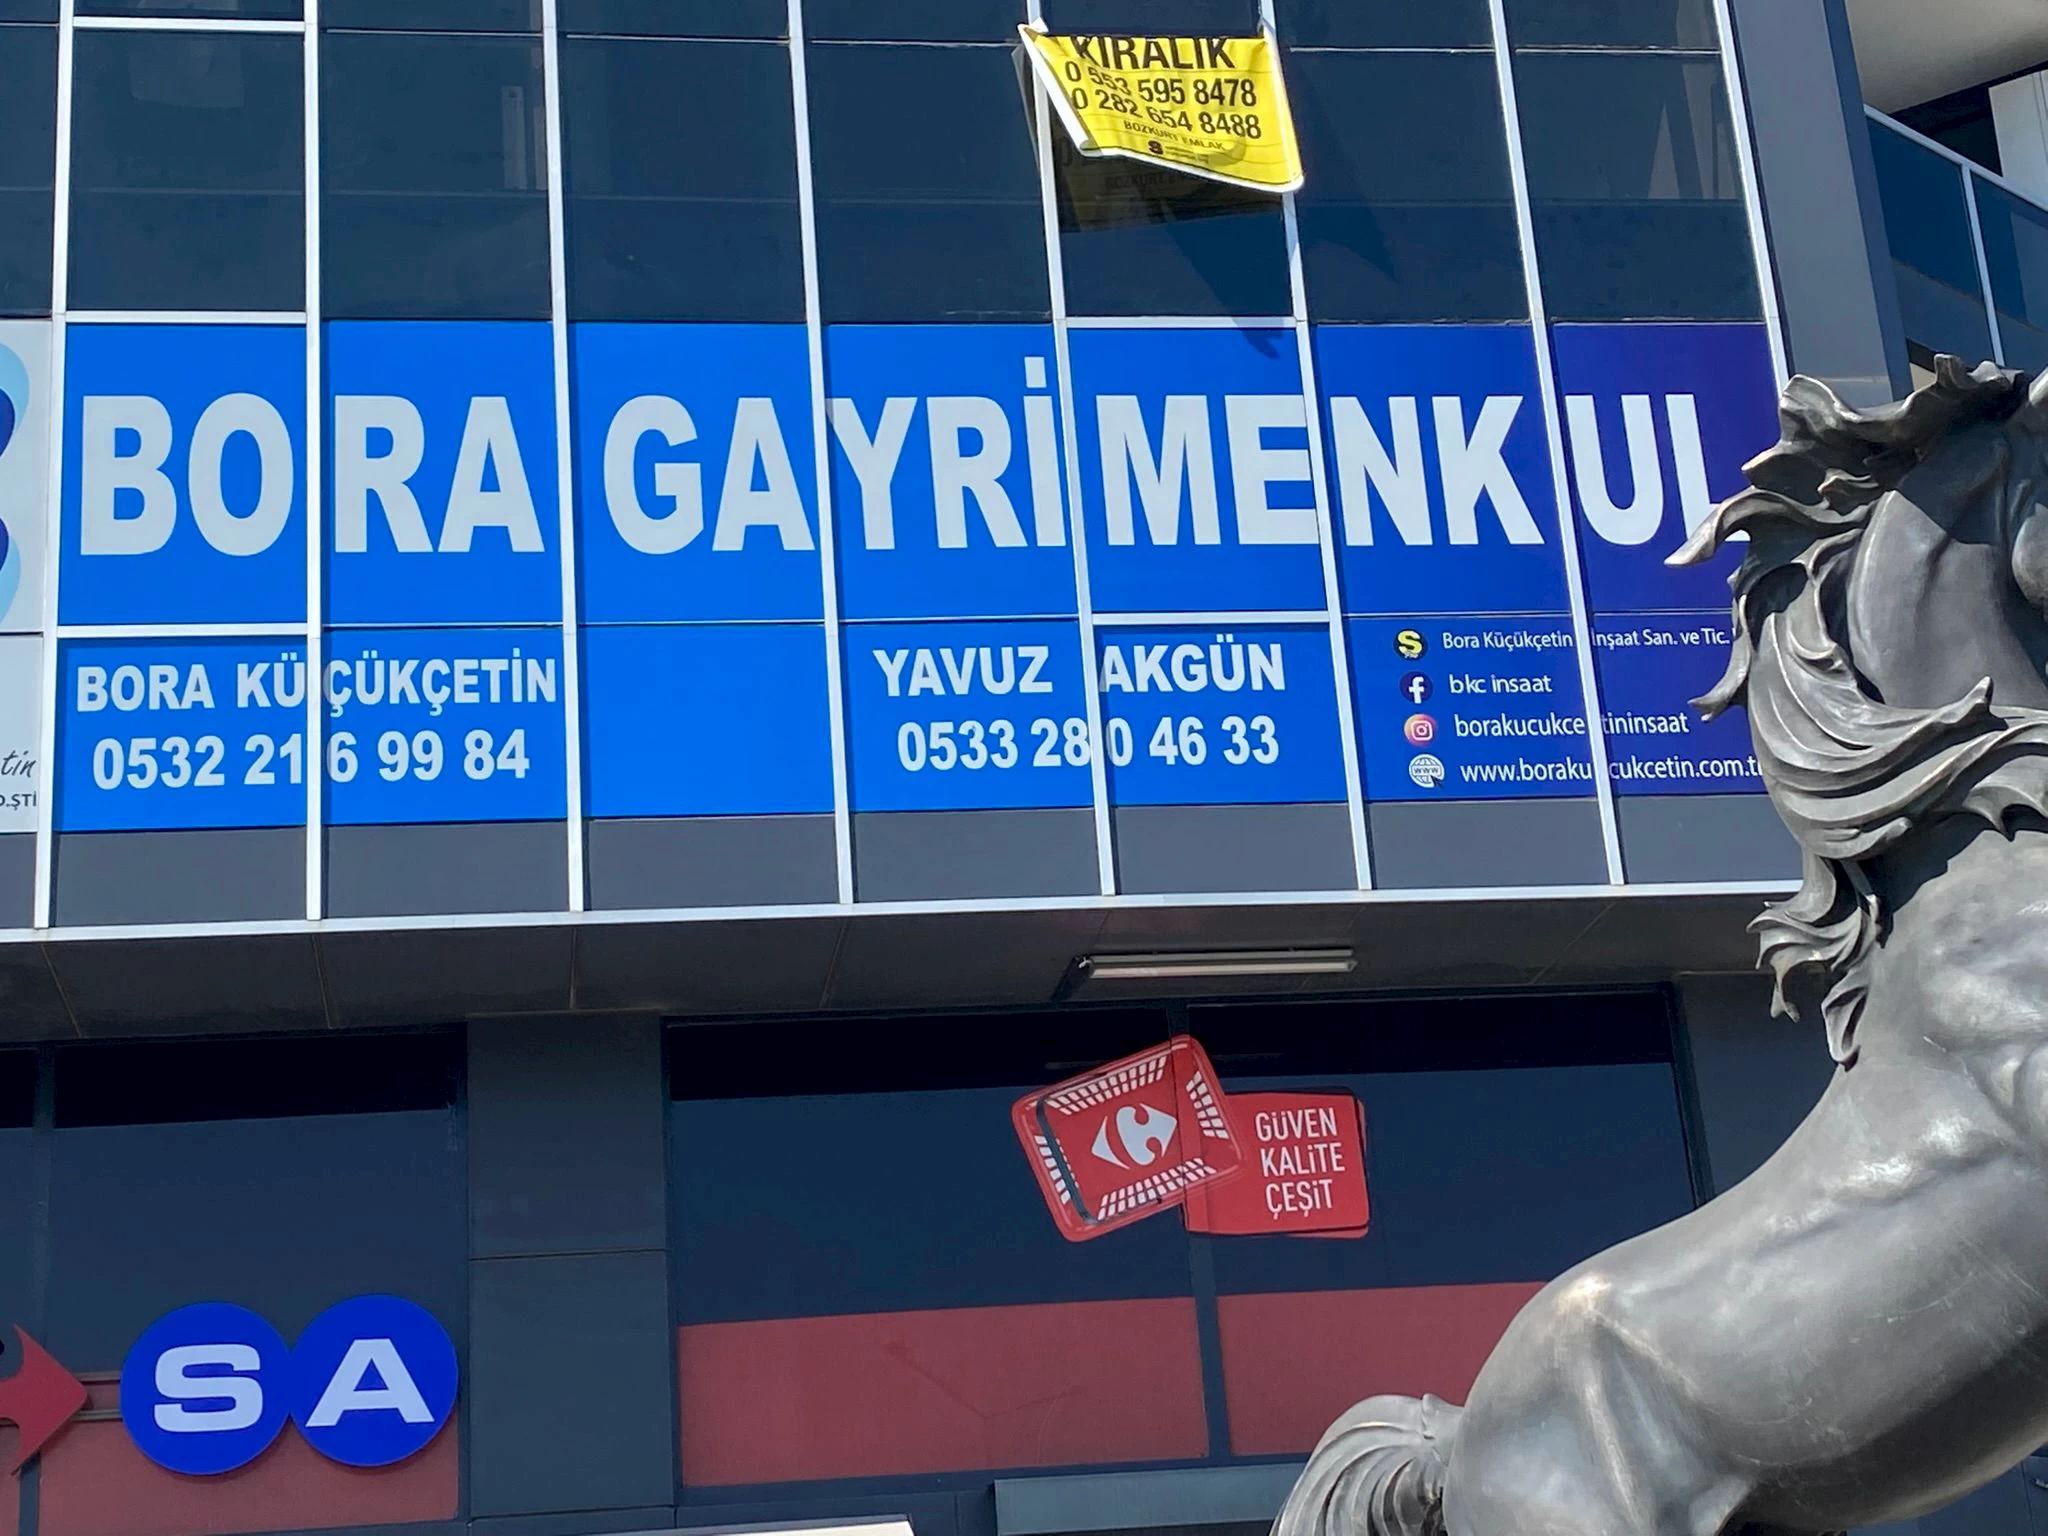 KİRALIK
0 553 595 8478
0 282 654 8488
BOZKURT EMLAK
BORA GAYRİMENKUL
BORA KÜÇÜKÇETİN
0532 216 99 84
YAVUZ AKGÜN
0533 280 46 33
Bora Küçükçetin İnşaat San. ve Tic.
bkc insaat
borakucukcetininsaat
www.borakucukcetin.com.tr
tin
D.ŞTİ
GÜVEN
KALİTE
ÇEŞİT
SA